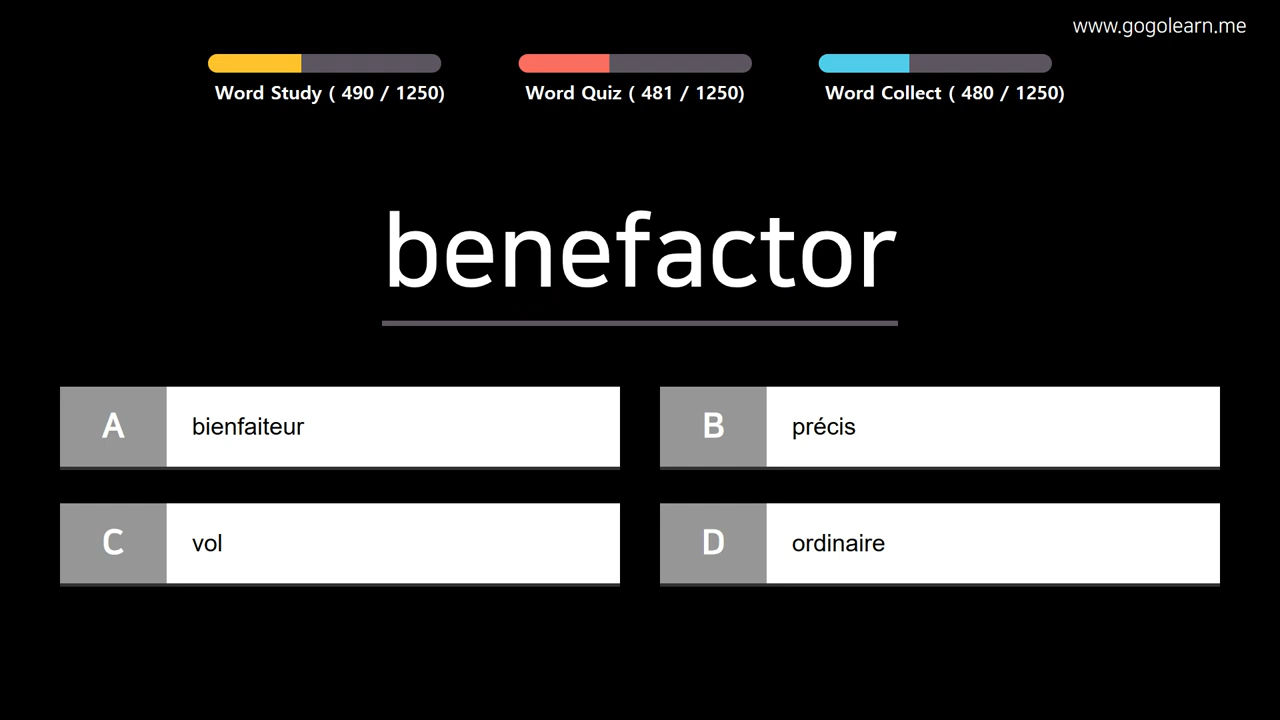 www.gogolearn.me
Word Study ( 490 / 1250)
Word Quiz ( 481 / 1250)
Word Collect ( 480 / 1250)
benefactor
A bienfaiteur
B précis
C vol
D ordinaire